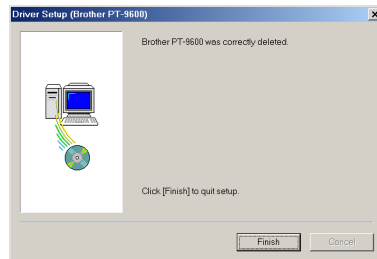 Driver Setup (Brother PT-9600)
Brother PT-9600 was correctly deleted.
Click [Finish] to quit setup.
Finish
Cancel